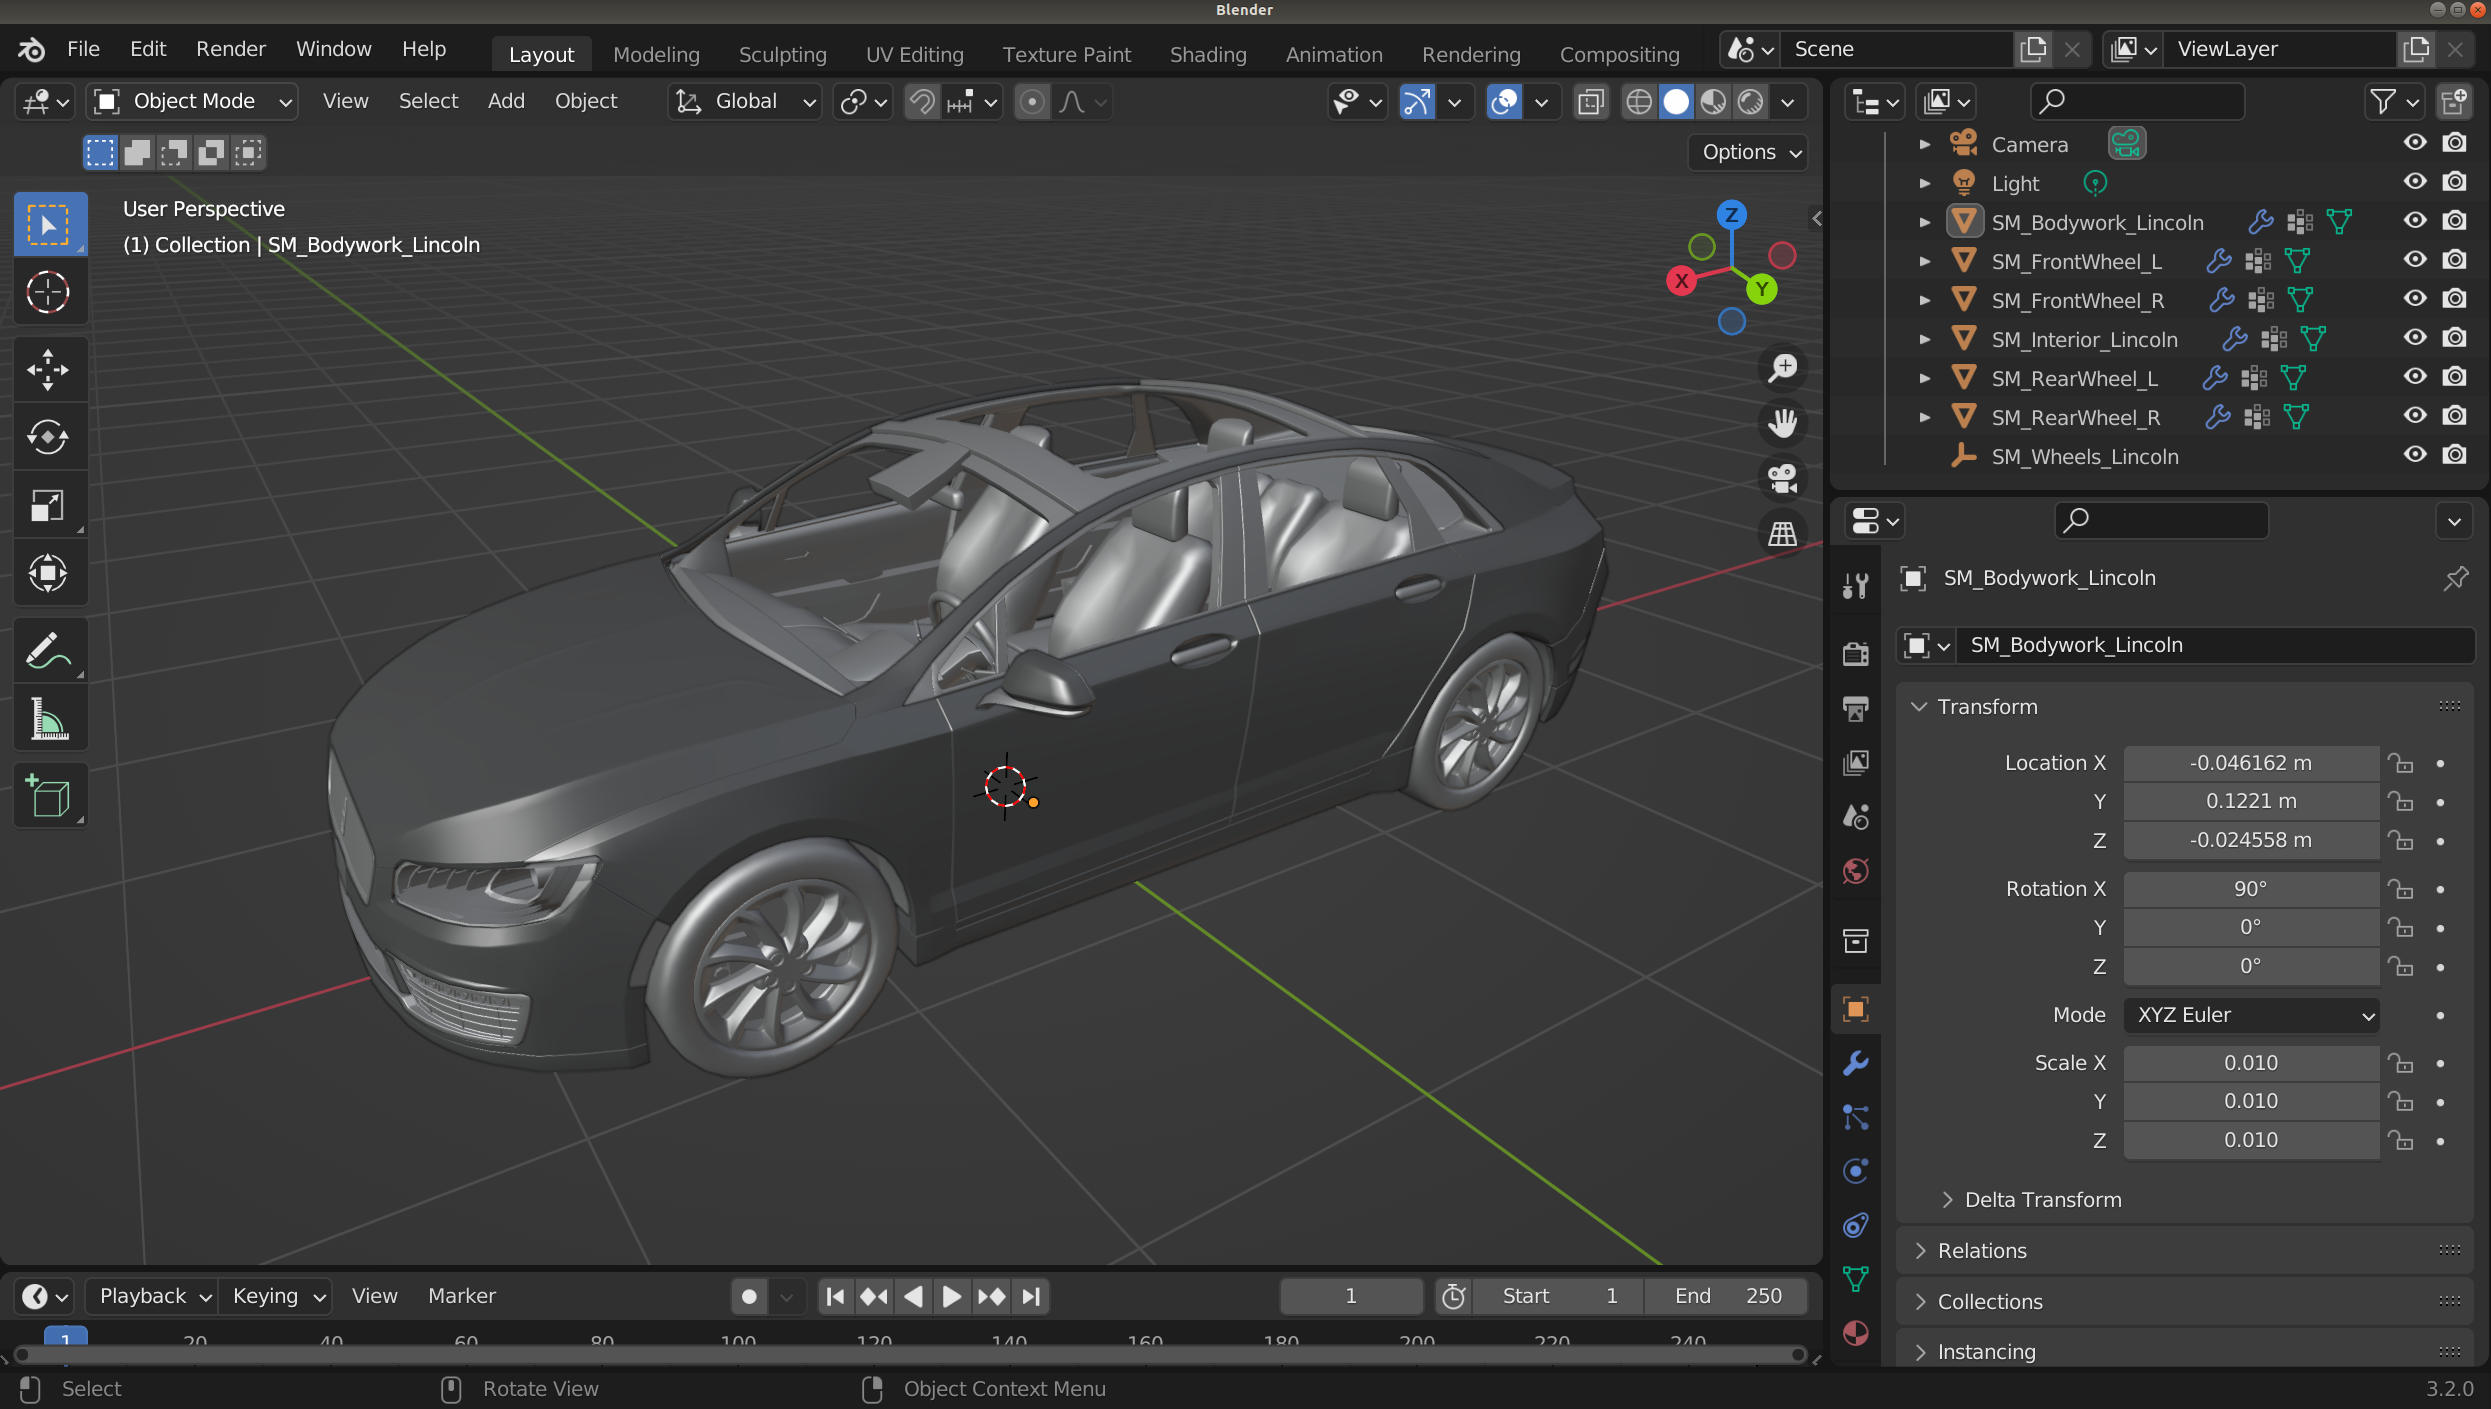 Blender
File Edit Render Window Help Layout Modeling Sculpting UV Editing Texture Paint Shading Animation Rendering Compositing Scene ViewLayer
Object Mode View Select Add Object Global
Options
User Perspective
(1) Collection | SM_Bodywork_Lincoln
Z
X
Y
Camera
Light
SM_Bodywork_Lincoln
SM_FrontWheel_L
SM_FrontWheel_R
SM_Interior_Lincoln
SM_RearWheel_L
SM_RearWheel_R
SM_Wheels_Lincoln
SM_Bodywork_Lincoln
SM_Bodywork_Lincoln
Transform
Location X -0.046162 m
Y 0.1221 m
Z -0.024558 m
Rotation X 90°
Y 0°
Z 0°
Mode XYZ Euler
Scale X 0.010
Y 0.010
Z 0.010
Delta Transform
Relations
Collections
Instancing
Playback Keying View Marker 1 Start 1 End 250
1 20 40 60 80 100 120 140 160 180 200 220 240
Select Rotate View Object Context Menu 3.2.0